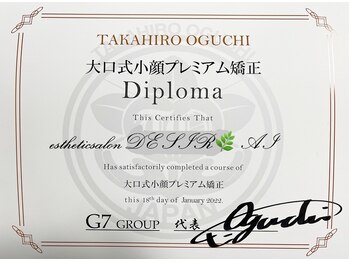 TAKAHIRO OGUCHI
大口式小顔プレミアム矯正
Diploma
This Certifies That
estheticsalon DESIR🌿 AI
Has satisfactorily completed a course of
大口式小顔プレミアム矯正
this 18th day of January 2022.
G7 GROUP 代表 Oguchi